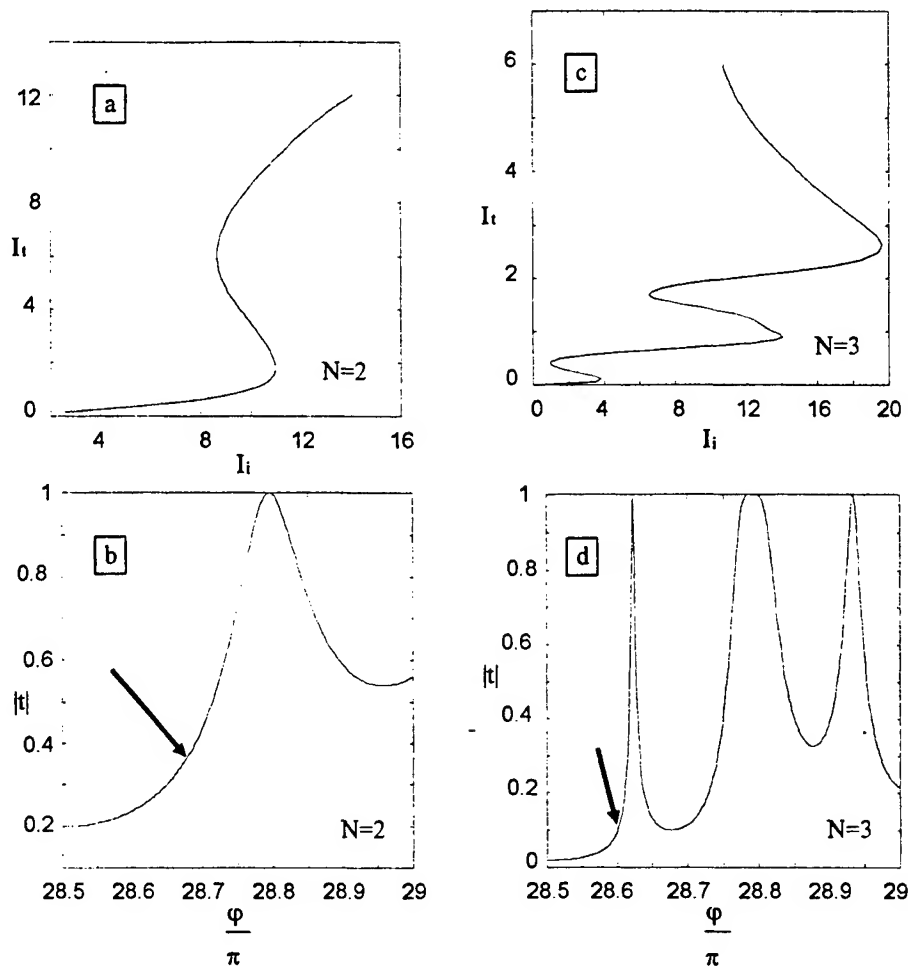 a
12
8
I_t
4
0
N=2
4 8 12 16
I_i
c
6
4
I_t
2
0
N=3
0 4 8 12 16 20
I_i
b
1
0.8
0.6
|t|
0.4
0.2
N=2
28.5 28.6 28.7 28.8 28.9 29
φ
π
d
1
0.8
0.6
|t|
0.4
0.2
0
N=3
28.5 28.6 28.7 28.8 28.9 29
φ
π